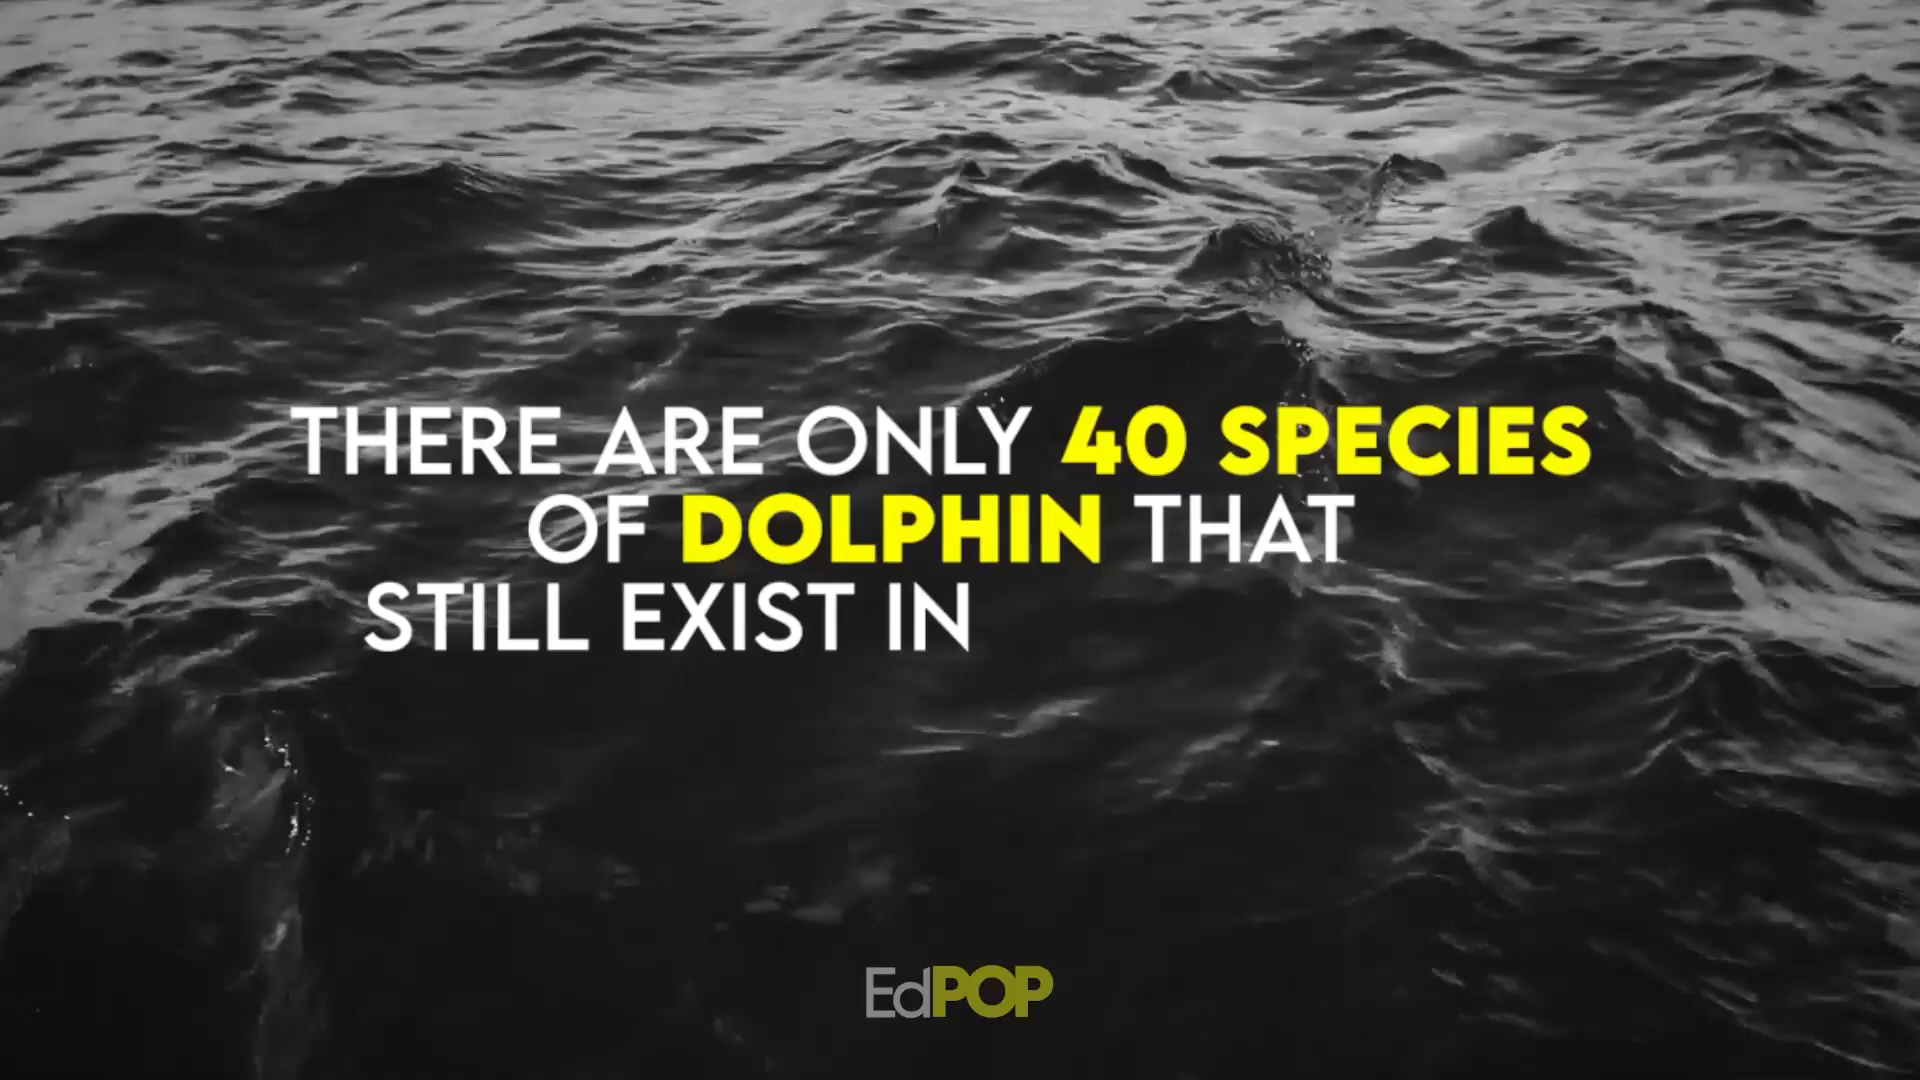 THERE ARE ONLY 40 SPECIES
OF DOLPHIN THAT
STILL EXIST IN
EdPOP